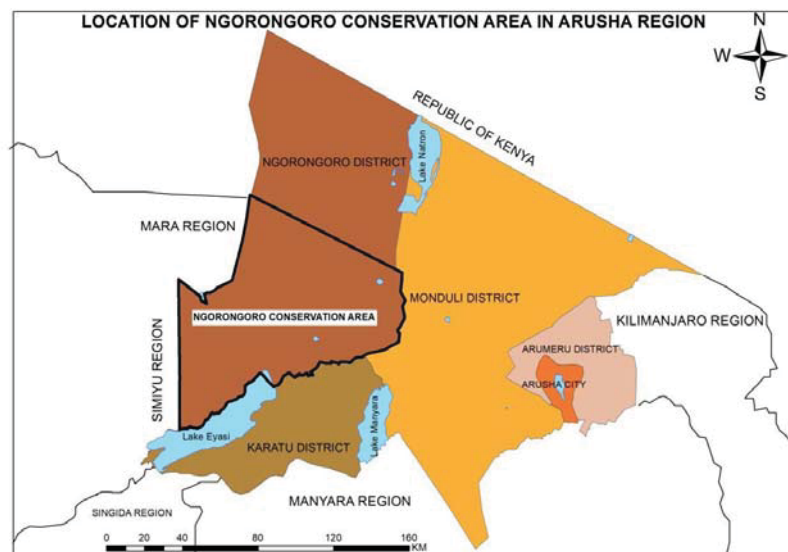 LOCATION OF NGORONGORO CONSERVATION AREA IN ARUSHA REGION
N
W
S
REPUBLIC OF KENYA
NGORONGORO DISTRICT
Lake Natron
MARA REGION
MONDULI DISTRICT
NGORONGORO CONSERVATION AREA
KILIMANJARO REGION
SIMIYU REGION
ARUMERU DISTRICT
ARUSHA CITY
Lake Eyasi
Lake Manyara
KARATU DISTRICT
MANYARA REGION
SINGIDA REGION
0 20 40 80 120 160
KM